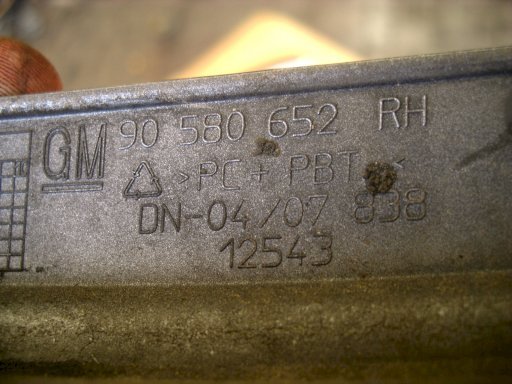 GM 90 580 652 RH
>PC + PBT <
DN-04/07 838
12543